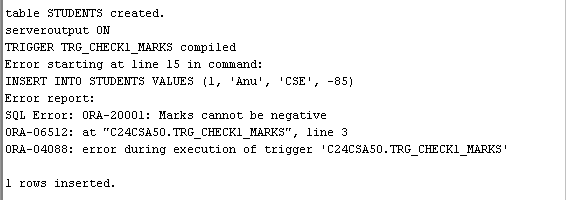 table STUDENTS created.
serveroutput ON
TRIGGER TRG_CHECK1_MARKS compiled
Error starting at line 15 in command:
INSERT INTO STUDENTS VALUES (1, 'Anu', 'CSE', -85)
Error report:
SQL Error: ORA-20001: Marks cannot be negative
ORA-06512: at "C24CSA50.TRG_CHECK1_MARKS", line 3
ORA-04088: error during execution of trigger 'C24CSA50.TRG_CHECK1_MARKS'
1 rows inserted.